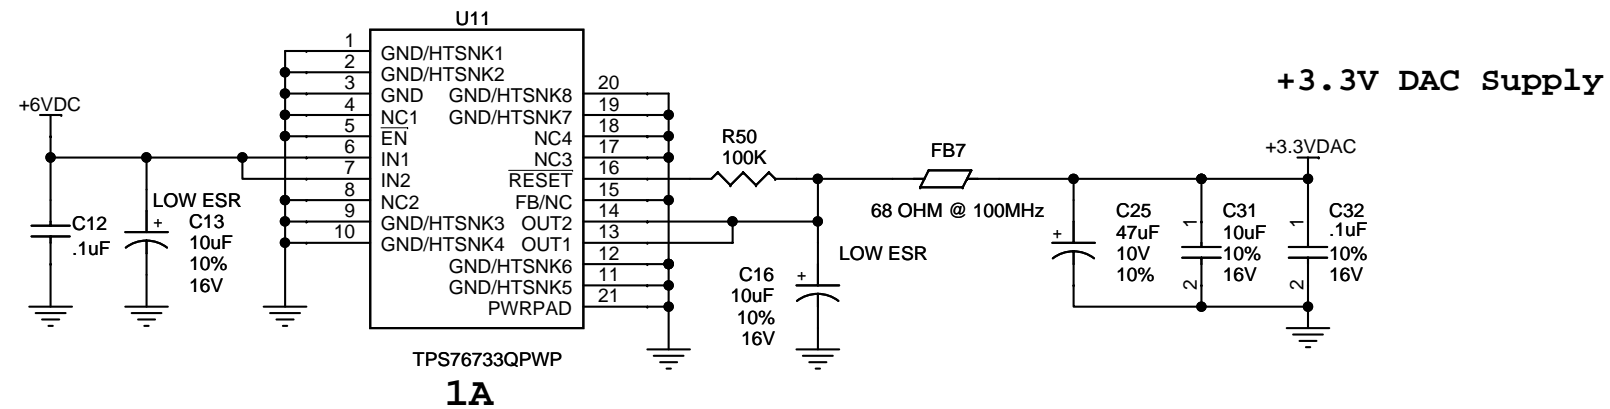 U11
+3.3V DAC Supply
+6VDC
1 GND/HTSNK1
2 GND/HTSNK2
3 GND
4 NC1
5 EN
6 IN1
7 IN2
8 NC2
9 GND/HTSNK3
10 GND/HTSNK4
GND/HTSNK8 20
GND/HTSNK7 19
NC4 18
NC3 17
RESET 16
FB/NC 15
OUT2 14
OUT1 13
GND/HTSNK6 12
GND/HTSNK5 11
PWRPAD 21
TPS76733QPWP
1A
C12
.1uF
LOW ESR
+
C13
10uF
10%
16V
R50
100K
FB7
68 OHM @ 100MHz
LOW ESR
+
C16
10uF
10%
16V
+3.3VDAC
+
C25
47uF
10V
10%
1
2
C31
10uF
10%
16V
1
2
C32
.1uF
10%
16V